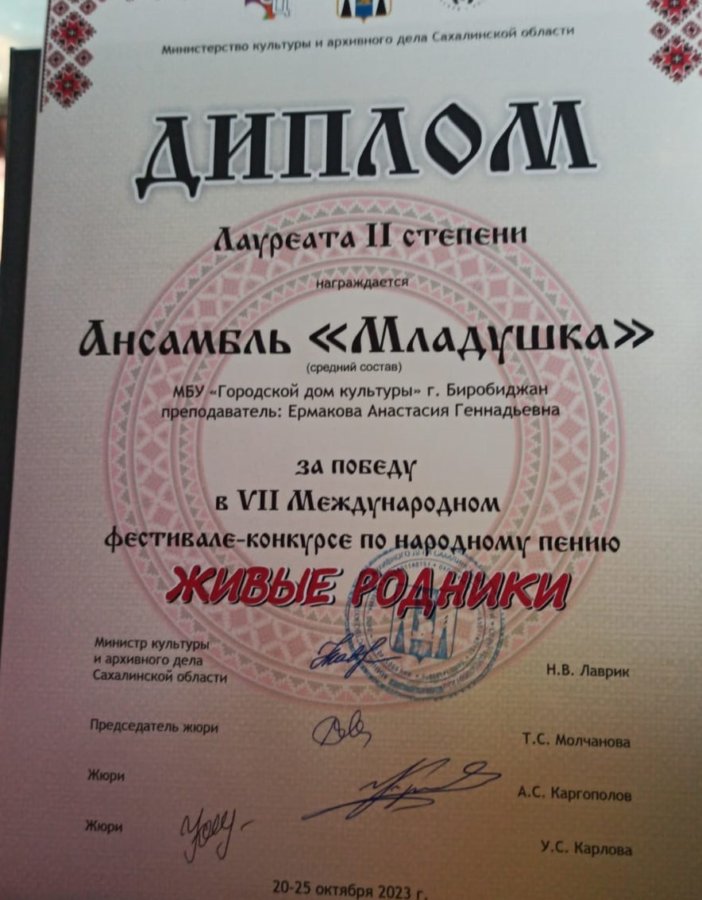 Министерство культуры и архивного дела Сахалинской области
ДИПЛОМ
Лауреата II степени
награждается
Ансамбль «Младушка»
(средний состав)
МБУ «Городской дом культуры» г. Биробиджан
преподаватель: Ермакова Анастасия Геннадьевна
за победу
в VII Международном
фестивале-конкурсе по народному пению
ЖИВЫЕ РОДНИКИ
Министр культуры
и архивного дела
Сахалинской области
Н.В. Лаврик
Председатель жюри
Т.С. Молчанова
Жюри
А.С. Каргополов
Жюри
У.С. Карлова
20-25 октября 2023 г.